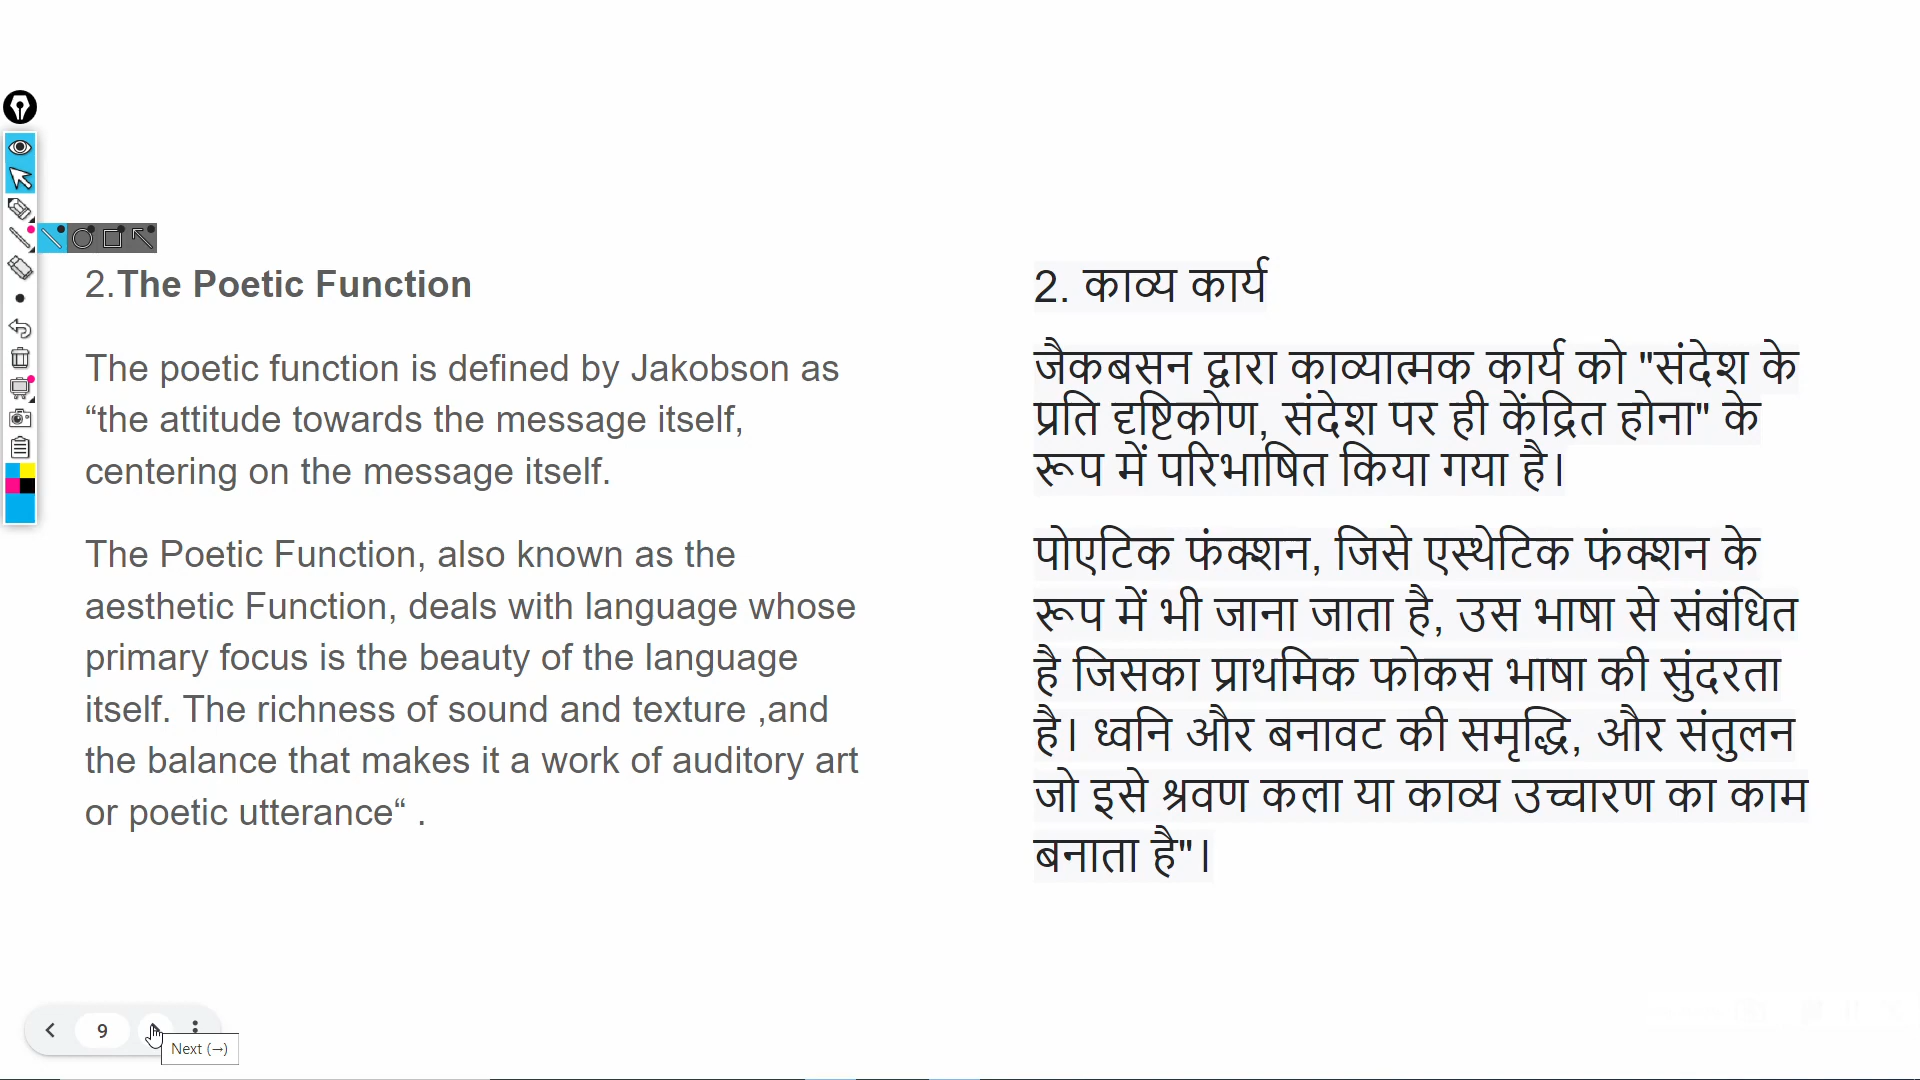 2.The Poetic Function
The poetic function is defined by Jakobson as
“the attitude towards the message itself,
centering on the message itself.
The Poetic Function, also known as the
aesthetic Function, deals with language whose
primary focus is the beauty of the language
itself. The richness of sound and texture ,and
the balance that makes it a work of auditory art
or poetic utterance“ .
2. काव्य कार्य
जैकबसन द्वारा काव्यात्मक कार्य को "संदेश के
प्रति दृष्टिकोण, संदेश पर ही केंद्रित होना" के
रूप में परिभाषित किया गया है।
पोएटिक फंक्शन, जिसे एस्थेटिक फंक्शन के
रूप में भी जाना जाता है, उस भाषा से संबंधित
है जिसका प्राथमिक फोकस भाषा की सुंदरता
है। ध्वनि और बनावट की समृद्धि, और संतुलन
जो इसे श्रवण कला या काव्य उच्चारण का काम
बनाता है"।
9
Next (→)